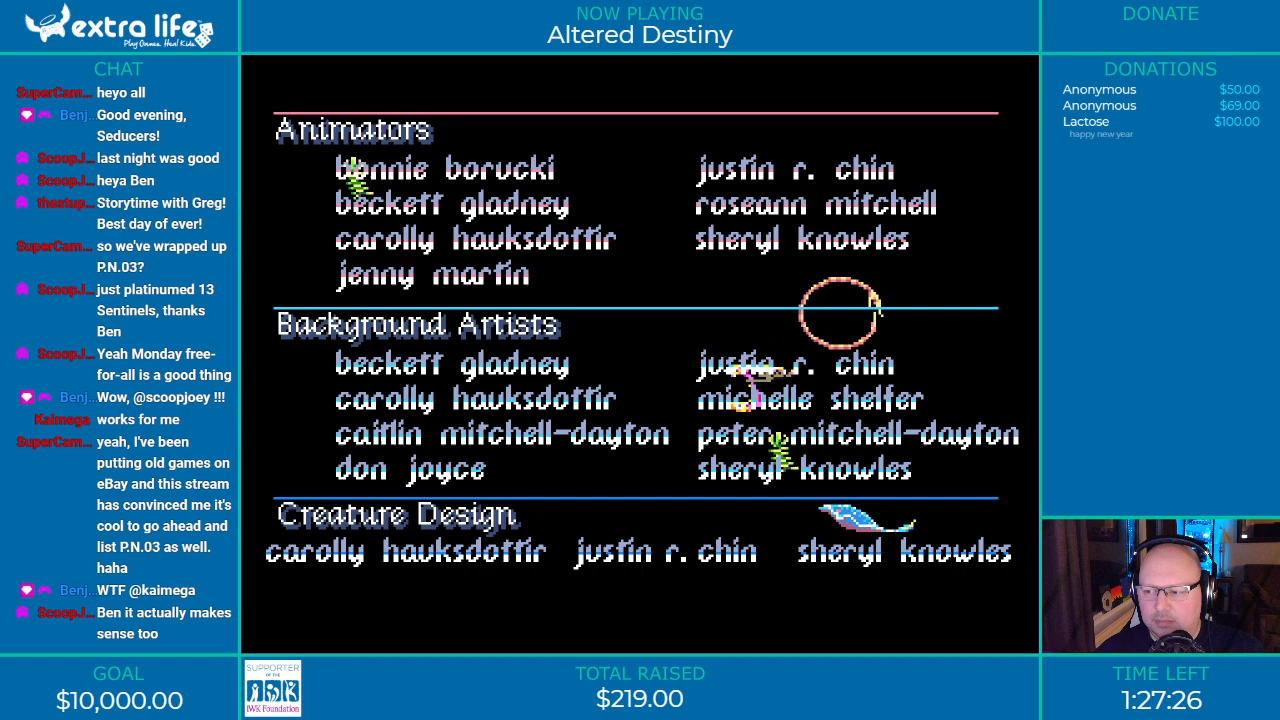 extra life
Play Games. Heal Kids.
NOW PLAYING
Altered Destiny
DONATE
CHAT
SuperCam... heyo all
Benj... Good evening,
Seducers!
ScoopJ... last night was good
ScoopJ... heya Ben
Storytime with Greg!
Best day of ever!
SuperCam... so we've wrapped up
P.N.03?
ScoopJ... just platinumed 13
Sentinels, thanks
Ben
ScoopJ... Yeah Monday free-
for-all is a good thing
Benj... Wow, @scoopjoey !!!
Kaimega works for me
SuperCam... yeah, I've been
putting old games on
eBay and this stream
has convinced me it's
cool to go ahead and
list P.N.03 as well.
haha
Benj... WTF @kaimega
ScoopJ... Ben it actually makes
sense too
Animators
bonnie borucki justin r. chin
beckett gladney roseann mitchell
carolly hauksdottir sheryl knowles
jenny martin
Background Artists
beckett gladney justin r. chin
carolly hauksdottir michelle shelfer
caitlin mitchell-dayton peter mitchell-dayton
don joyce sheryl knowles
Creature Design
carolly hauksdottir justin r. chin sheryl knowles
DONATIONS
Anonymous $50.00
Anonymous $69.00
Lactose $100.00
happy new year
GOAL
$10,000.00
SUPPORTER
OF THE
IWK
IWK Foundation
TOTAL RAISED
$219.00
TIME LEFT
1:27:26